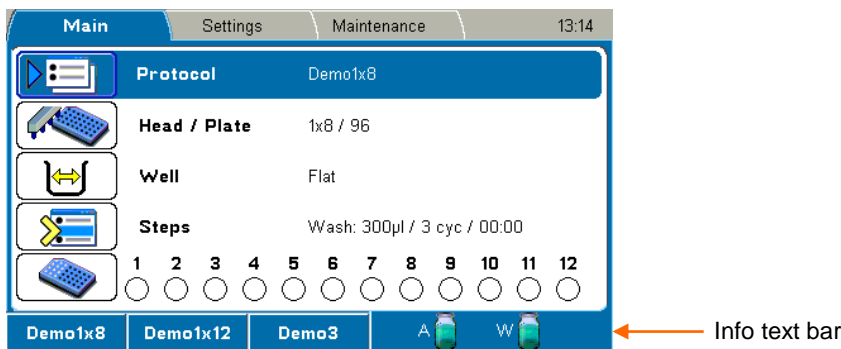 Main Settings Maintenance 13:14
Protocol Demo1x8
Head / Plate 1x8 / 96
Well Flat
Steps Wash: 300µl / 3 cyc / 00:00
1 2 3 4 5 6 7 8 9 10 11 12
Demo1x8 Demo1x12 Demo3 A W Info text bar